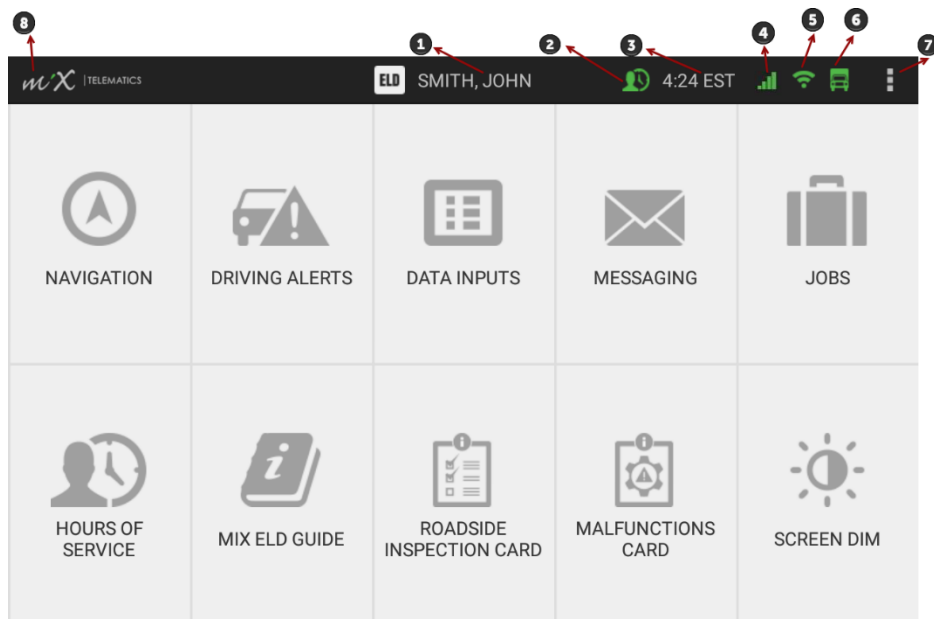 8
1
2
3
4
5
6
7
miX | TELEMATICS
ELD SMITH, JOHN
4:24 EST
NAVIGATION
DRIVING ALERTS
DATA INPUTS
MESSAGING
JOBS
HOURS OF
SERVICE
MIX ELD GUIDE
ROADSIDE
INSPECTION CARD
MALFUNCTIONS
CARD
SCREEN DIM